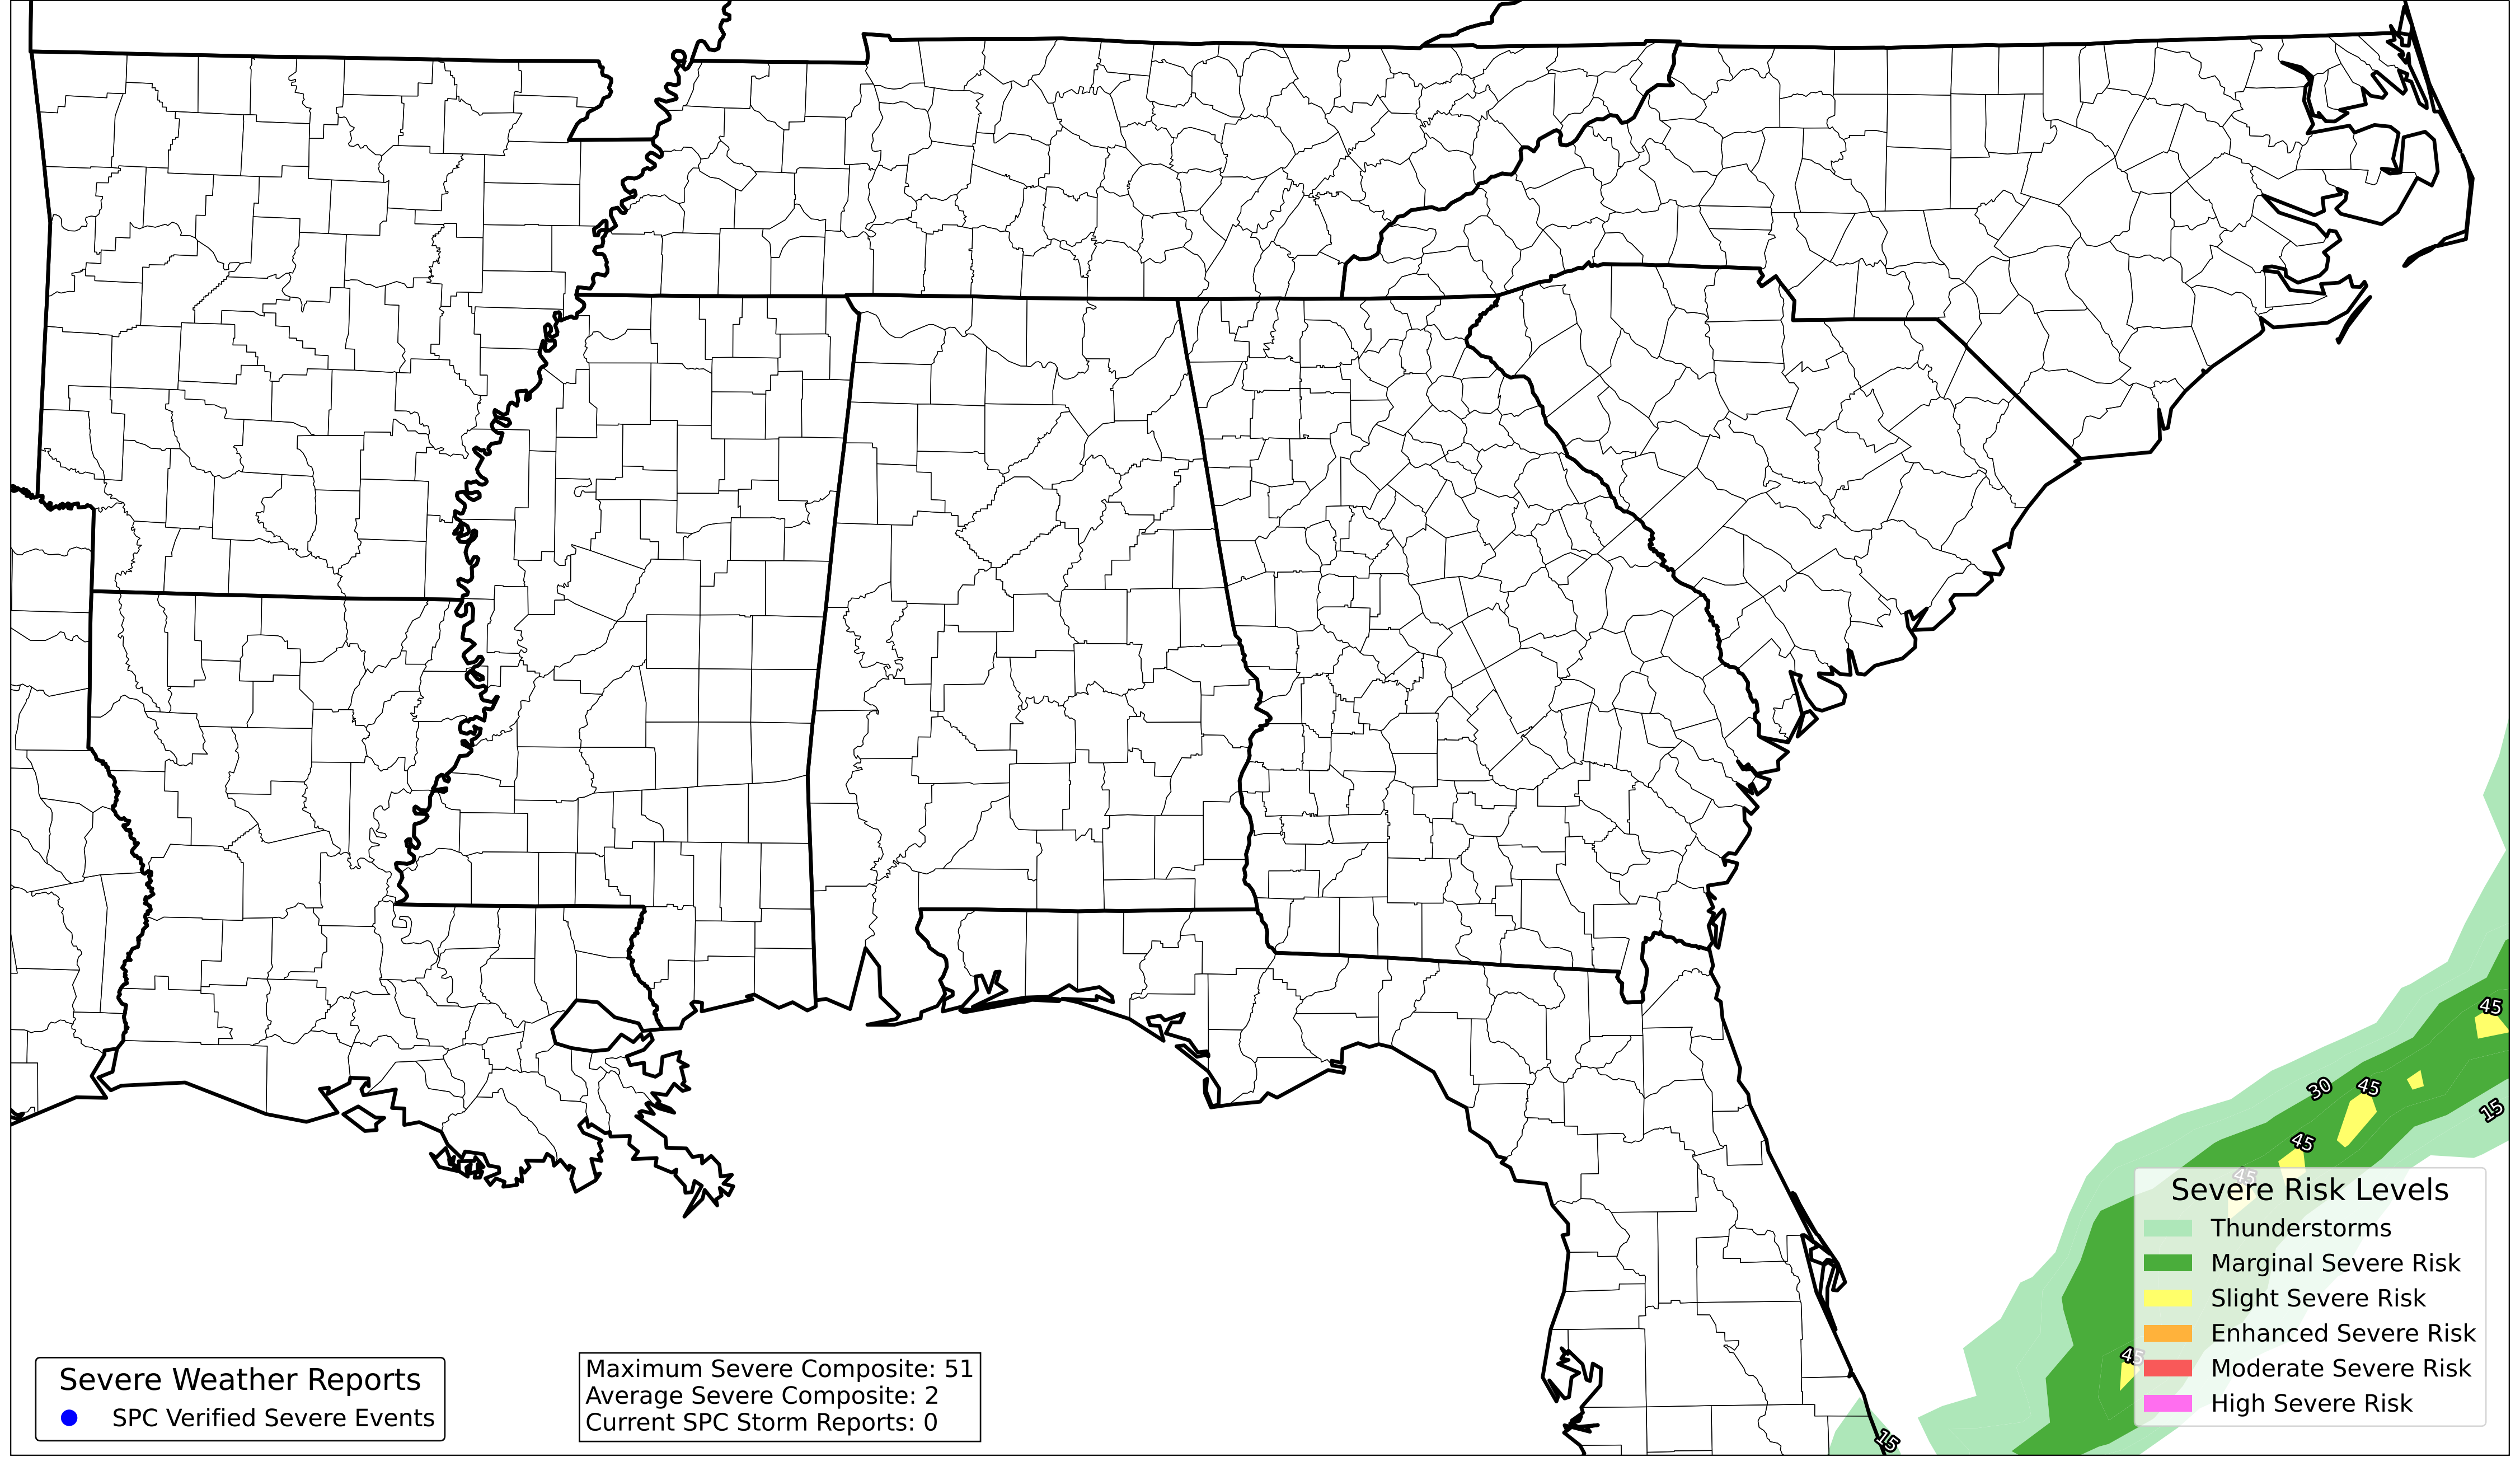 45
30
45
15
45
45
Severe Risk Levels
Thunderstorms
Marginal Severe Risk
Slight Severe Risk
Enhanced Severe Risk
Moderate Severe Risk
High Severe Risk
45
15
Severe Weather Reports
SPC Verified Severe Events
Maximum Severe Composite: 51
Average Severe Composite: 2
Current SPC Storm Reports: 0